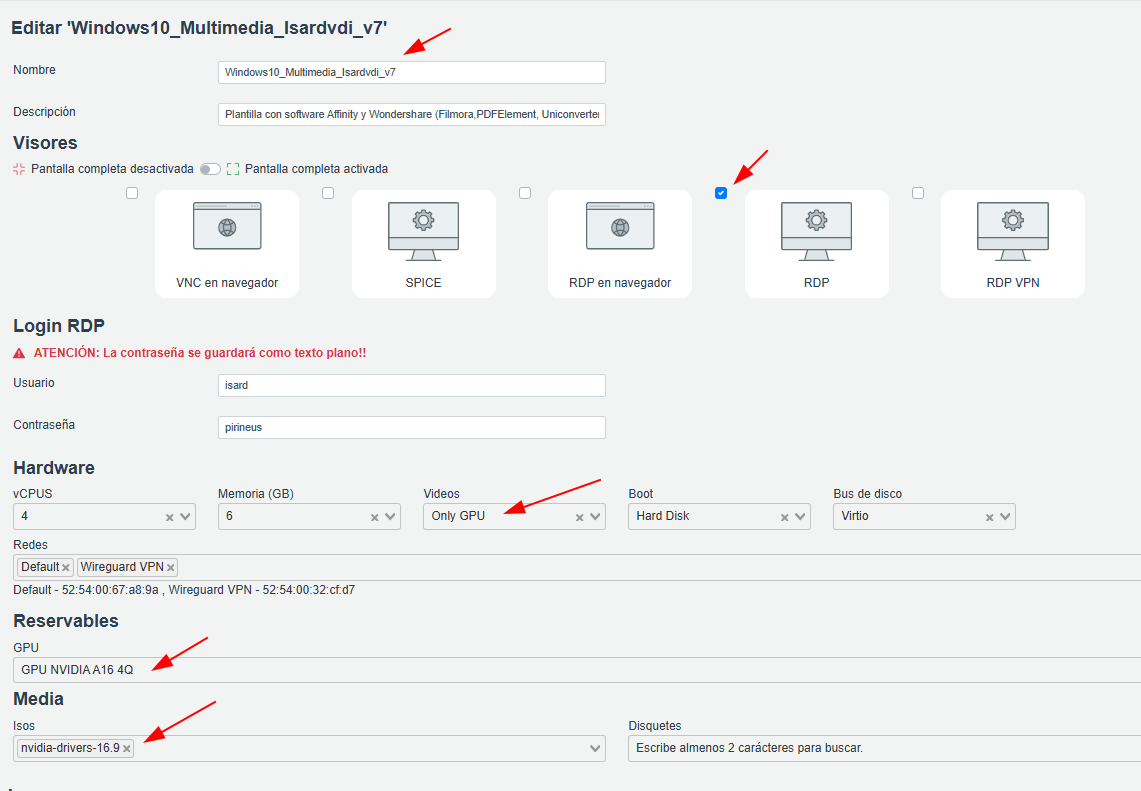 Editar 'Windows10_Multimedia_Isardvdi_v7'
Nombre
Windows10_Multimedia_Isardvdi_v7
Descripción
Plantilla con software Affinity y Wondershare (Filmora,PDFElement, Uniconverter
Visores
Pantalla completa desactivada Pantalla completa activada
VNC en navegador SPICE RDP en navegador RDP RDP VPN
Login RDP
ATENCIÓN: La contraseña se guardará como texto plano!!
Usuario
isard
Contraseña
pirineus
Hardware
vCPUS Memoria (GB) Videos Boot Bus de disco
4 6 Only GPU Hard Disk Virtio
Redes
Default Wireguard VPN
Default - 52:54:00:67:a8:9a , Wireguard VPN - 52:54:00:32:cf:d7
Reservables
GPU
GPU NVIDIA A16 4Q
Media
Isos Disquetes
nvidia-drivers-16.9 Escribe almenos 2 carácteres para buscar.